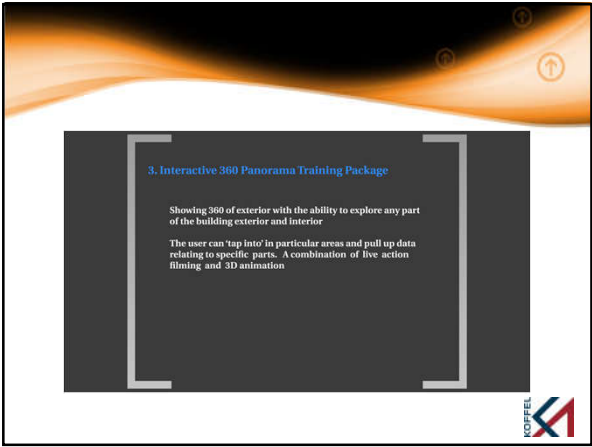 3. Interactive 360 Panorama Training Package
Showing 360 of exterior with the ability to explore any part
of the building exterior and interior
The user can 'tap into' in particular areas and pull up data
relating to specific parts. A combination of live action
filming and 3D animation
KOFFEL